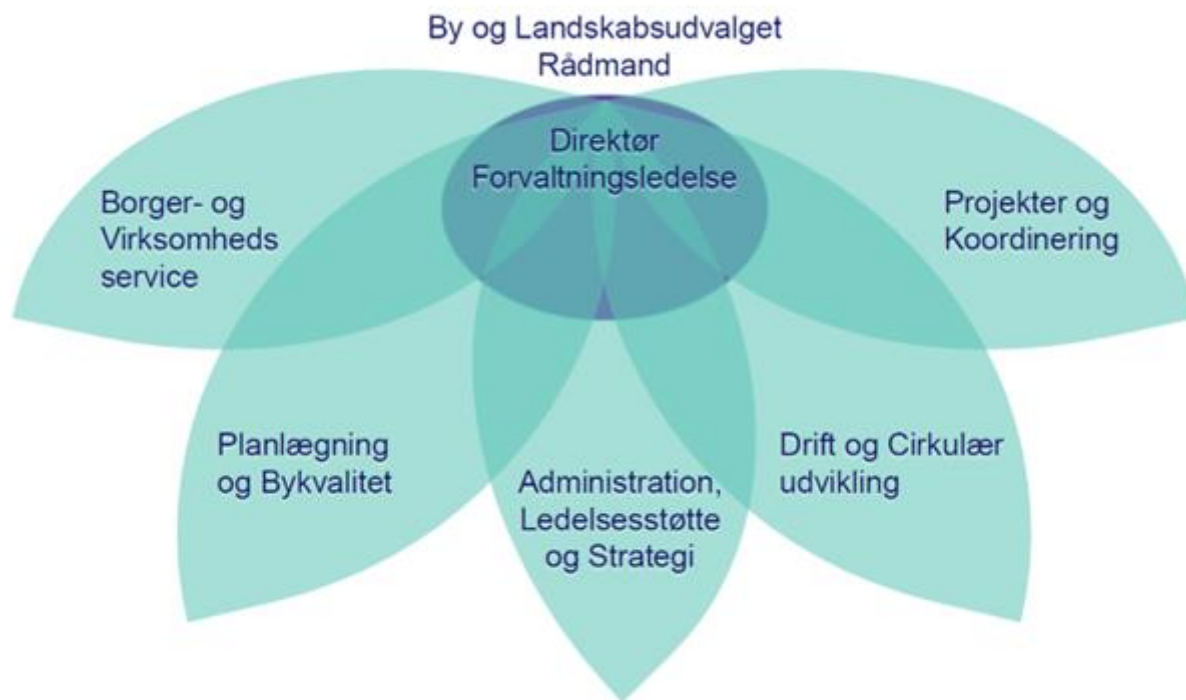 By og Landskabsudvalget
Rådmand
Direktør
Forvaltningsledelse
Borger- og
Virksomheds
service
Projekter og
Koordinering
Planlægning
og Bykvalitet
Administration,
Ledelsesstøtte
og Strategi
Drift og Cirkulær
udvikling